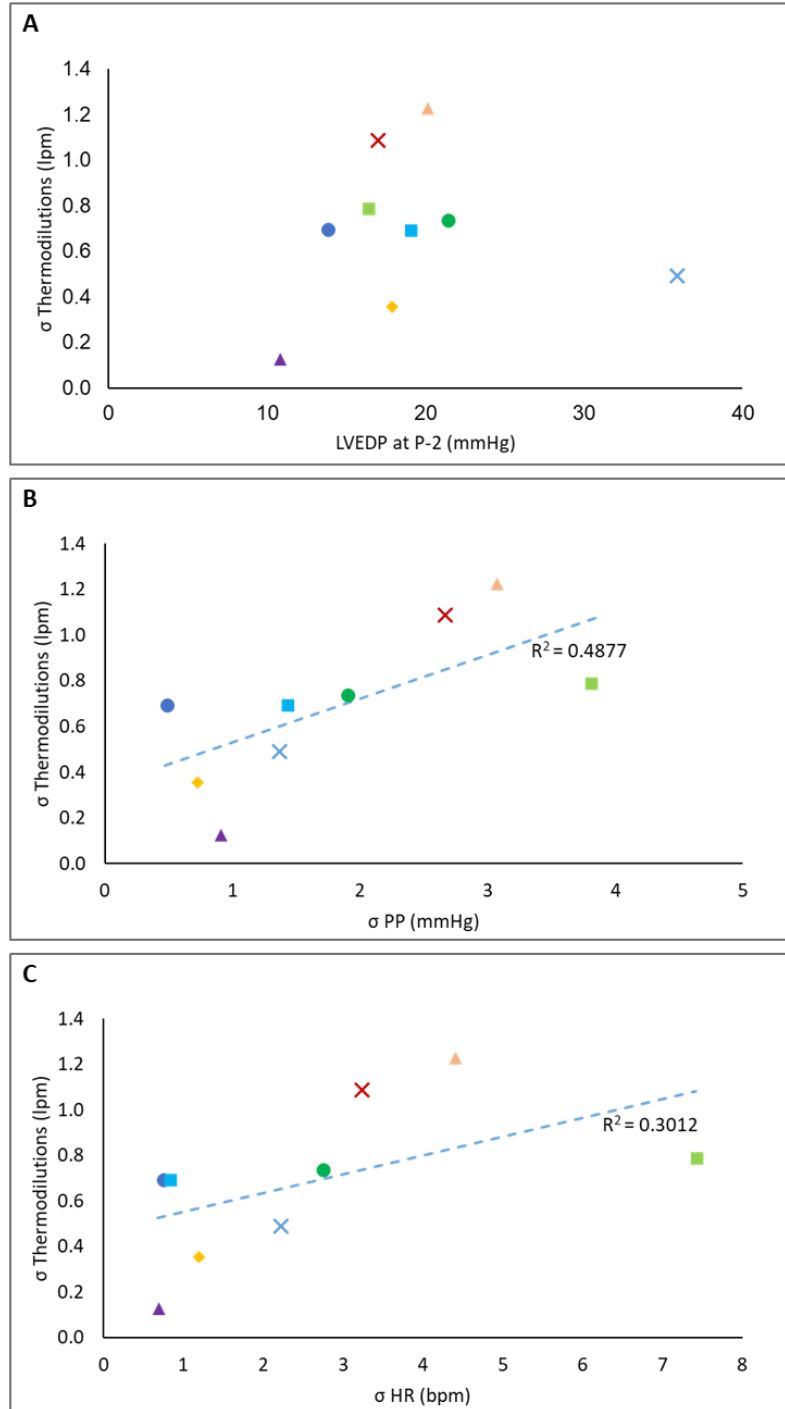 A
1.4
1.2
1.0
0.8
0.6
0.4
0.2
0.0
σ Thermodilutions (lpm)
0 10 20 30 40
LVEDP at P-2 (mmHg)
B
1.4
1.2
1.0
0.8
0.6
0.4
0.2
0.0
σ Thermodilutions (lpm)
R² = 0.4877
0 1 2 3 4 5
σ PP (mmHg)
C
1.4
1.2
1.0
0.8
0.6
0.4
0.2
0.0
σ Thermodilutions (lpm)
R² = 0.3012
0 1 2 3 4 5 6 7 8
σ HR (bpm)